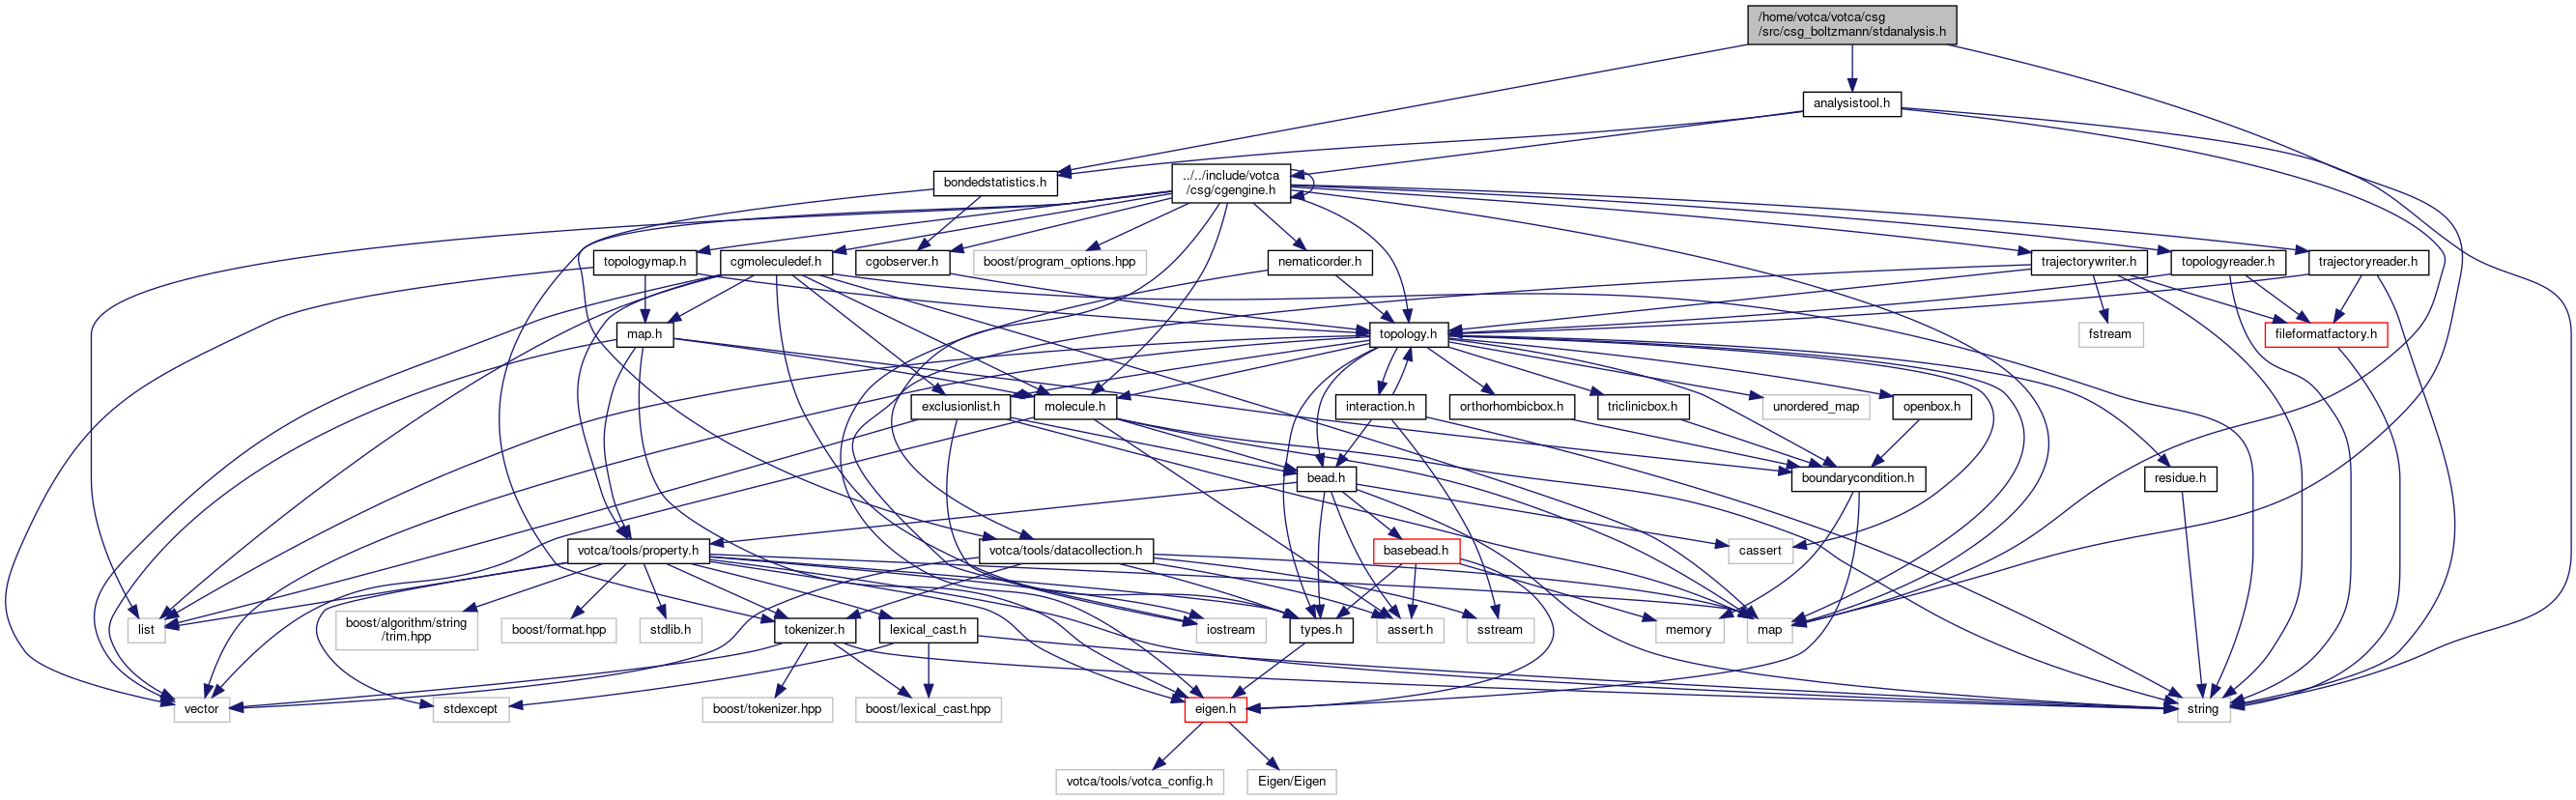 /home/votca/votca/csg
/src/csg_boltzmann/stdanalysis.h
analysistool.h
bondedstatistics.h
../../include/votca
/csg/cgengine.h
topologymap.h
cgmoleculedef.h
cgobserver.h
boost/program_options.hpp
nematicorder.h
trajectorywriter.h
topologyreader.h
trajectoryreader.h
map.h
topology.h
fstream
fileformatfactory.h
exclusionlist.h
molecule.h
interaction.h
orthorhombicbox.h
triclinicbox.h
unordered_map
openbox.h
bead.h
boundarycondition.h
residue.h
votca/tools/property.h
votca/tools/datacollection.h
basebead.h
cassert
list
boost/algorithm/string
/trim.hpp
boost/format.hpp
stdlib.h
tokenizer.h
lexical_cast.h
iostream
types.h
assert.h
sstream
memory
map
vector
stdexcept
boost/tokenizer.hpp
boost/lexical_cast.hpp
eigen.h
string
votca/tools/votca_config.h
Eigen/Eigen